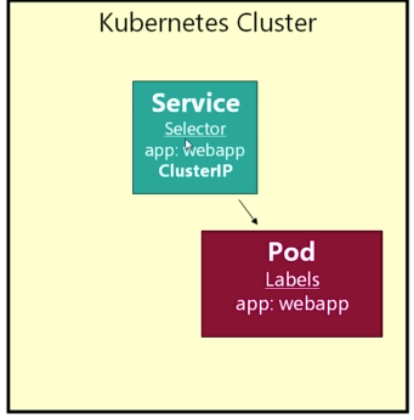 Kubernetes Cluster
Service
Selector
app: webapp
ClusterIP
Pod
Labels
app: webapp